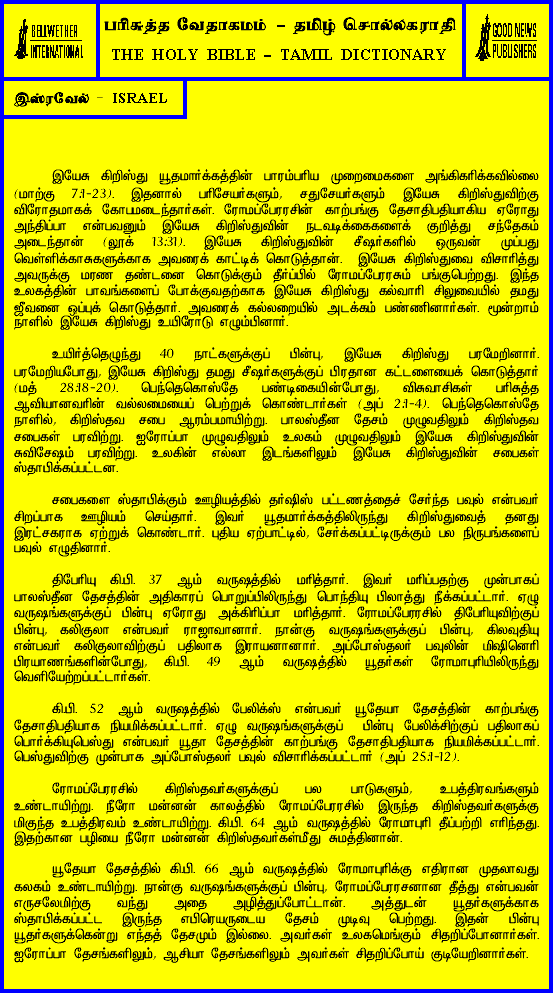 BELLWETHER
INTERNATIONAL
பரிசுத்த வேதாகமம் - தமிழ் சொல்லகராதி
THE HOLY BIBLE - TAMIL DICTIONARY
GOOD NEWS
PUBLISHERS
இஸ்ரவேல் - ISRAEL
இயேசு கிறிஸ்து யூதமார்க்கத்தின் பாரம்பரிய முறைமைகளை அங்கிகரிக்கவில்லை
(மாற்கு 7:1-23). இதனால் பரிசேயர்களும், சதுசேயர்களும் இயேசு கிறிஸ்துவிற்கு
விரோதமாகக் கோபமடைந்தார்கள். ரோமப்பேரரசின் காற்பங்கு தேசாதிபதியாகிய ஏரோது
அந்திப்பா என்பவனும் இயேசு கிறிஸ்துவின் நடவடிக்கைகளைக் குறித்து சந்தேகம்
அடைந்தான் (லூக் 13:31). இயேசு கிறிஸ்துவின் சீஷர்களில் ஒருவன் முப்பது
வெள்ளிக்காசுகளுக்காக அவரைக் காட்டிக் கொடுத்தான். இயேசு கிறிஸ்துவை விசாரித்து
அவருக்கு மரண தண்டனை கொடுக்கும் தீர்ப்பில் ரோமப்பேரரசும் பங்குபெற்றது. இந்த
உலகத்தின் பாவங்களைப் போக்குவதற்காக இயேசு கிறிஸ்து கல்வாரி சிலுவையில் தமது
ஜீவனை ஒப்புக் கொடுத்தார். அவரைக் கல்லறையில் அடக்கம் பண்ணினார்கள். மூன்றாம்
நாளில் இயேசு கிறிஸ்து உயிரோடு எழும்பினார்.
உயிர்த்தெழுந்து 40 நாட்களுக்குப் பின்பு, இயேசு கிறிஸ்து பரமேறினார்.
பரமேறியபோது, இயேசு கிறிஸ்து தமது சீஷர்களுக்குப் பிரதான கட்டளையைக் கொடுத்தார்
(மத் 28:18-20). பெந்தெகொஸ்தே பண்டிகையின்போது, விசுவாசிகள் பரிசுத்த
ஆவியானவரின் வல்லமையைப் பெற்றுக் கொண்டார்கள் (அப் 2:1-4). பெந்தெகொஸ்தே
நாளில், கிறிஸ்தவ சபை ஆரம்பமாயிற்று. பாலஸ்தீன தேசம் முழுவதிலும் கிறிஸ்தவ
சபைகள் பரவிற்று. ஐரோப்பா முழுவதிலும் உலகம் முழுவதிலும் இயேசு கிறிஸ்துவின்
சுவிசேஷம் பரவிற்று. உலகின் எல்லா இடங்களிலும் இயேசு கிறிஸ்துவின் சபைகள்
ஸ்தாபிக்கப்பட்டன.
சபைகளை ஸ்தாபிக்கும் ஊழியத்தில் தர்ஷிஸ் பட்டணத்தைச் சேர்ந்த பவுல் என்பவர்
சிறப்பாக ஊழியம் செய்தார். இவர் யூதமார்க்கத்திலிருந்து கிறிஸ்துவைத் தனது
இரட்சகராக ஏற்றுக் கொண்டார். புதிய ஏற்பாட்டில், சேர்க்கப்பட்டிருக்கும் பல நிருபங்களைப்
பவுல் எழுதினார்.
திபேரியு கி.பி. 37 ஆம் வருஷத்தில் மரித்தார். இவர் மரிப்பதற்கு முன்பாகப்
பாலஸ்தீன தேசத்தின் அதிகாரப் பொறுப்பிலிருந்து பொந்தியு பிலாத்து நீக்கப்பட்டார். ஏழு
வருஷங்களுக்குப் பின்பு ஏரோது அக்கிரிப்பா மரித்தார். ரோமப்பேரரசில் திபேரியுவிற்குப்
பின்பு, கலிகுலா என்பவர் ராஜாவானார். நான்கு வருஷங்களுக்குப் பின்பு, கிலவுதியு
என்பவர் கலிகுலாவிற்குப் பதிலாக இராயனானார். அப்போஸ்தலர் பவுலின் மிஷினெரி
பிரயாணங்களின்போது, கி.பி. 49 ஆம் வருஷத்தில் யூதர்கள் ரோமாபுரியிலிருந்து
வெளியேற்றப்பட்டார்கள்.
கி.பி. 52 ஆம் வருஷத்தில் பேலிக்ஸ் என்பவர் யூதேயா தேசத்தின் காற்பங்கு
தேசாதிபதியாக நியமிக்கப்பட்டார். ஏழு வருஷங்களுக்குப் பின்பு பேலிக்சிற்குப் பதிலாகப்
பொர்க்கியுபெஸ்து என்பவர் யூதா தேசத்தின் காற்பங்கு தேசாதிபதியாக நியமிக்கப்பட்டார்.
பெஸ்துவிற்கு முன்பாக அப்போஸ்தலர் பவுல் விசாரிக்கப்பட்டார் (அப் 25:1-12).
ரோமப்பேரரசில் கிறிஸ்தவர்களுக்குப் பல பாடுகளும், உபத்திரவங்களும்
உண்டாயிற்று. நீரோ மன்னன் காலத்தில் ரோமப்பேரரசில் இருந்த கிறிஸ்தவர்களுக்கு
மிகுந்த உபத்திரவம் உண்டாயிற்று. கி.பி. 64 ஆம் வருஷத்தில் ரோமாபுரி தீப்பற்றி எரிந்தது.
இதற்கான பழியை நீரோ மன்னன் கிறிஸ்தவர்கள்மீது சுமத்தினான்.
யூதேயா தேசத்தில் கி.பி. 66 ஆம் வருஷத்தில் ரோமாபுரிக்கு எதிரான முதலாவது
கலகம் உண்டாயிற்று. நான்கு வருஷங்களுக்குப் பின்பு, ரோமப்பேரரசனான தீத்து என்பவன்
எருசலேமிற்கு வந்து அதை அழித்துப்போட்டான். அத்துடன் யூதர்களுக்காக
ஸ்தாபிக்கப்பட்ட இருந்த எபிரெயருடைய தேசம் முடிவு பெற்றது. இதன் பின்பு
யூதர்களுக்கென்று எந்தத் தேசமும் இல்லை. அவர்கள் உலகமெங்கும் சிதறிப்போனார்கள்.
ஐரோப்பா தேசங்களிலும், ஆசியா தேசங்களிலும் அவர்கள் சிதறிப்போய் குடியேறினார்கள்.